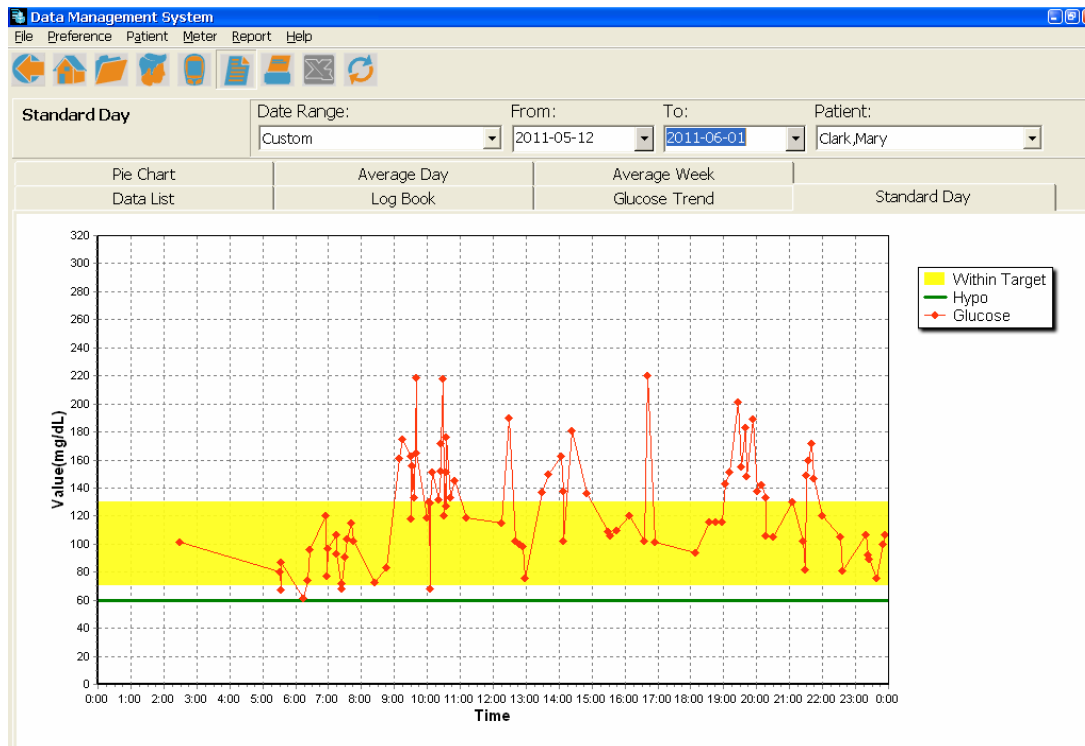 Data Management System
File Preference Patient Meter Report Help
Standard Day
Date Range: From: To: Patient:
Custom 2011-05-12 2011-06-01 Clark,Mary
Pie Chart Average Day Average Week
Data List Log Book Glucose Trend Standard Day
320
300
280
260
240
220
200
180
160
140
120
100
80
60
40
20
0
Value(mg/dL)
0:00 1:00 2:00 3:00 4:00 5:00 6:00 7:00 8:00 9:00 10:00 11:00 12:00 13:00 14:00 15:00 16:00 17:00 18:00 19:00 20:00 21:00 22:00 23:00 0:00
Time
Within Target
Hypo
Glucose